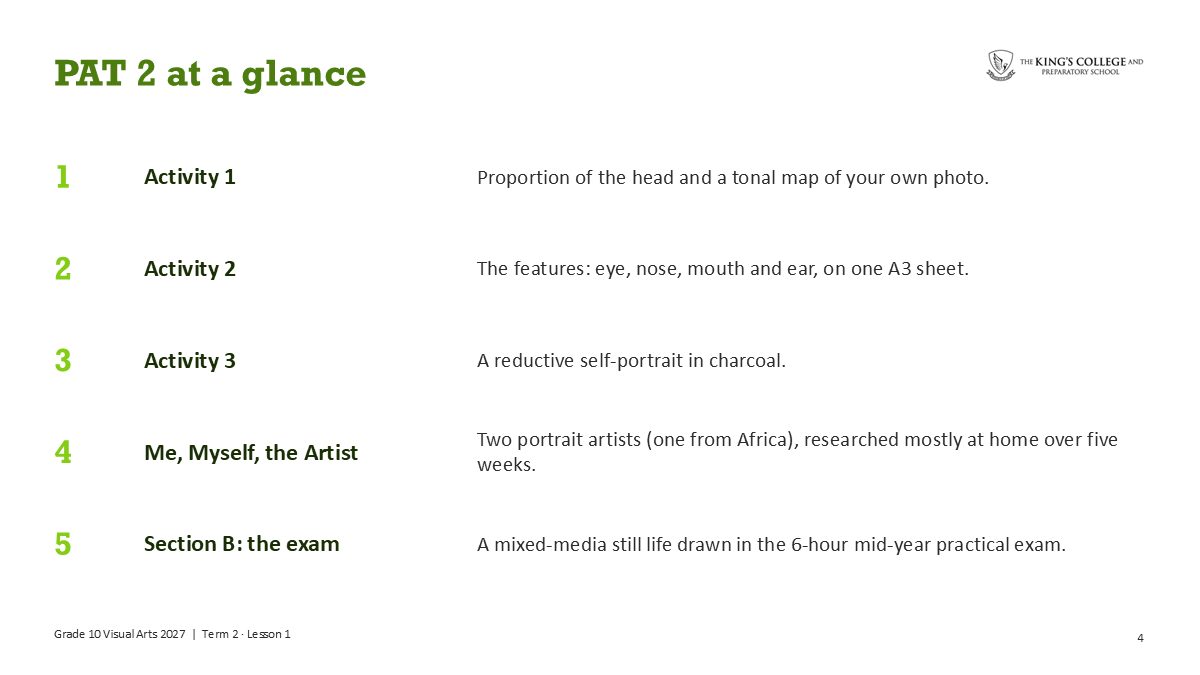 PAT 2 at a glance
THE KING'S COLLEGE AND
PREPARATORY SCHOOL
1
Activity 1
Proportion of the head and a tonal map of your own photo.
2
Activity 2
The features: eye, nose, mouth and ear, on one A3 sheet.
3
Activity 3
A reductive self-portrait in charcoal.
4
Me, Myself, the Artist
Two portrait artists (one from Africa), researched mostly at home over five
weeks.
5
Section B: the exam
A mixed-media still life drawn in the 6-hour mid-year practical exam.
Grade 10 Visual Arts 2027 | Term 2 · Lesson 1
4